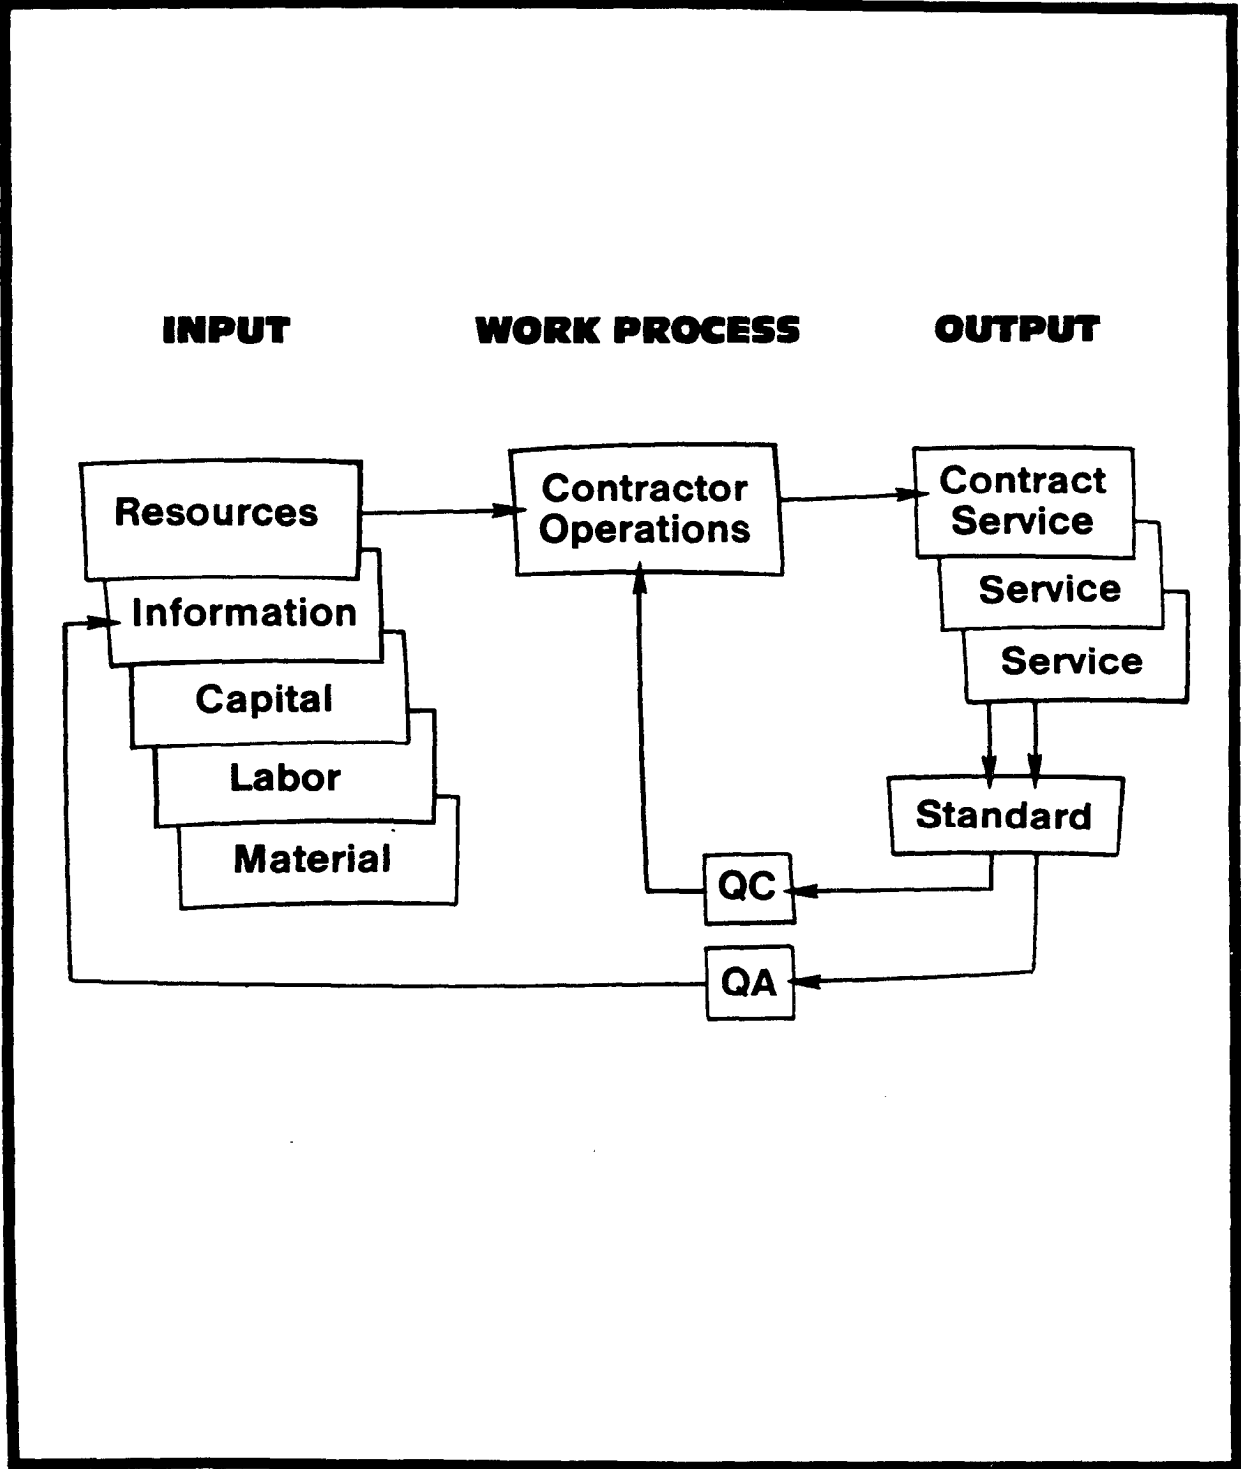 INPUT
WORK PROCESS
OUTPUT
Resources
Information
Capital
Labor
Material
Contractor
Operations
Contract
Service
Service
Service
Standard
QC
QA